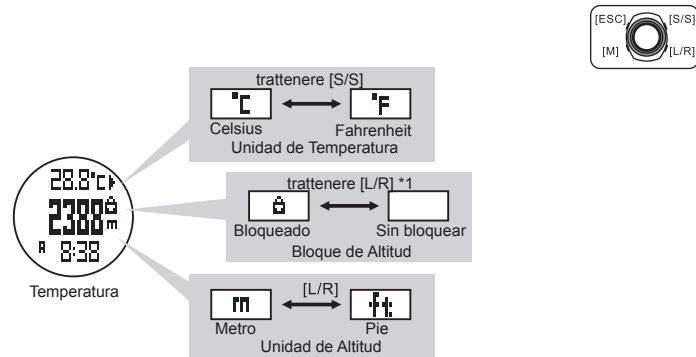 [ESC] [S/S]
[M] [L/R]
trattenere [S/S]
°C °F
Celsius Fahrenheit
Unidad de Temperatura
28.8°C
2388 m
A 8:38
Temperatura
trattenere [L/R] *1
Bloqueado Sin bloquear
Bloque de Altitud
[L/R]
m ft
Metro Pie
Unidad de Altitud